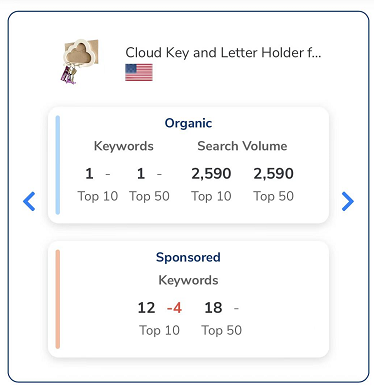 Cloud Key and Letter Holder f...
Organic
Keywords Search Volume
1 - 1 - 2,590 2,590
Top 10 Top 50 Top 10 Top 50
Sponsored
Keywords
12 -4 18 -
Top 10 Top 50